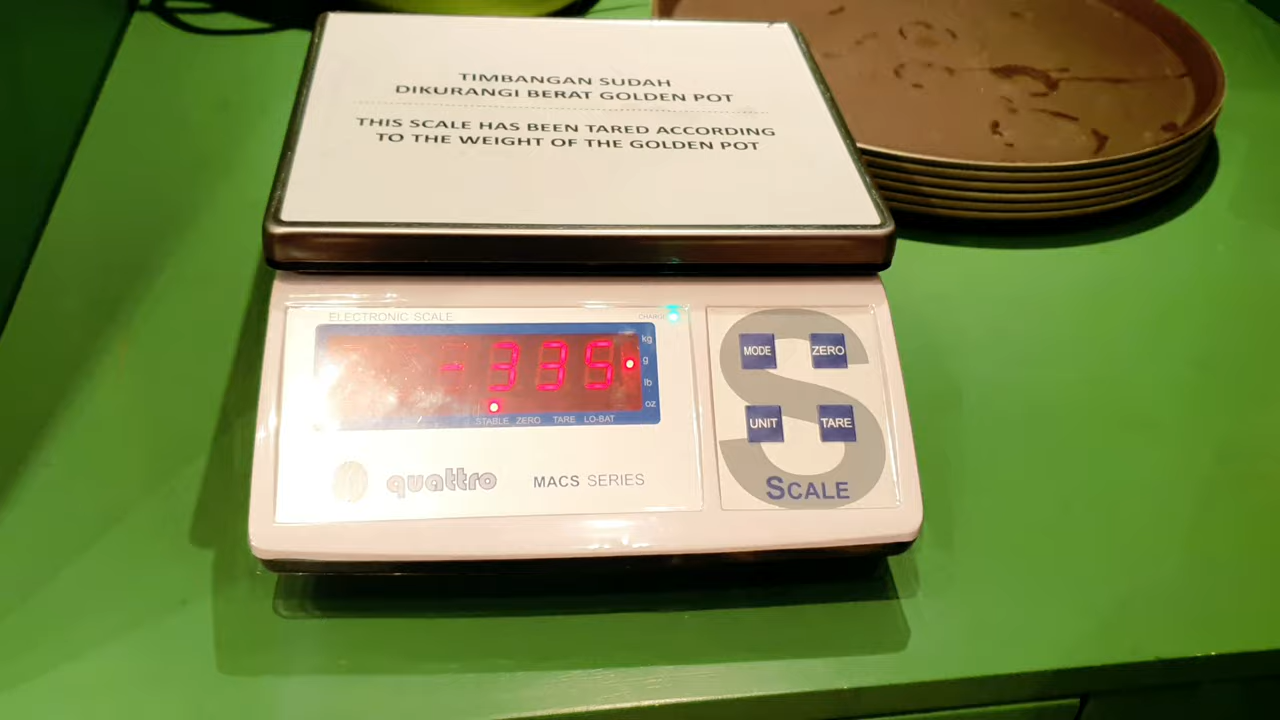 TIMBANGAN SUDAH
DIKURANGI BERAT GOLDEN POT
THIS SCALE HAS BEEN TARED ACCORDING
TO THE WEIGHT OF THE GOLDEN POT
ELECTRONIC SCALE
CHARGE
-335
kg
g
lb
oz
STABLE ZERO TARE LO-BAT
quattro MACS SERIES
S
MODE ZERO
UNIT TARE
SCALE